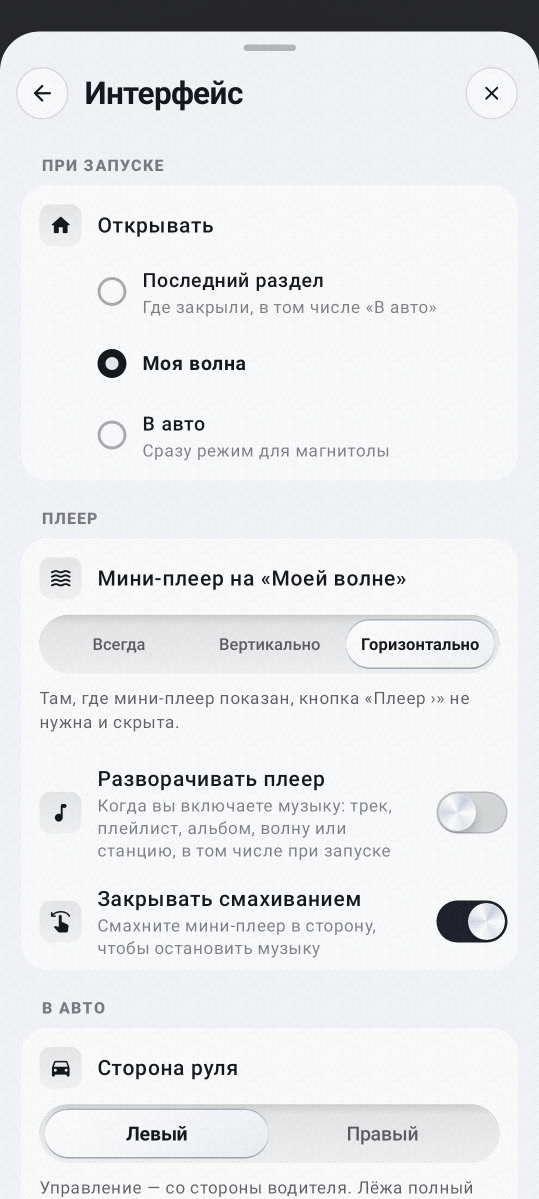 Интерфейс
ПРИ ЗАПУСКЕ
Открывать
Последний раздел
Где закрыли, в том числе «В авто»
Моя волна
В авто
Сразу режим для магнитолы
ПЛЕЕР
Мини-плеер на «Моей волне»
Всегда Вертикально Горизонтально
Там, где мини-плеер показан, кнопка «Плеер ›» не
нужна и скрыта.
Разворачивать плеер
Когда вы включаете музыку: трек,
плейлист, альбом, волну или
станцию, в том числе при запуске
Закрывать смахиванием
Смахните мини-плеер в сторону,
чтобы остановить музыку
В АВТО
Сторона руля
Левый Правый
Управление — со стороны водителя. Лёжа полный